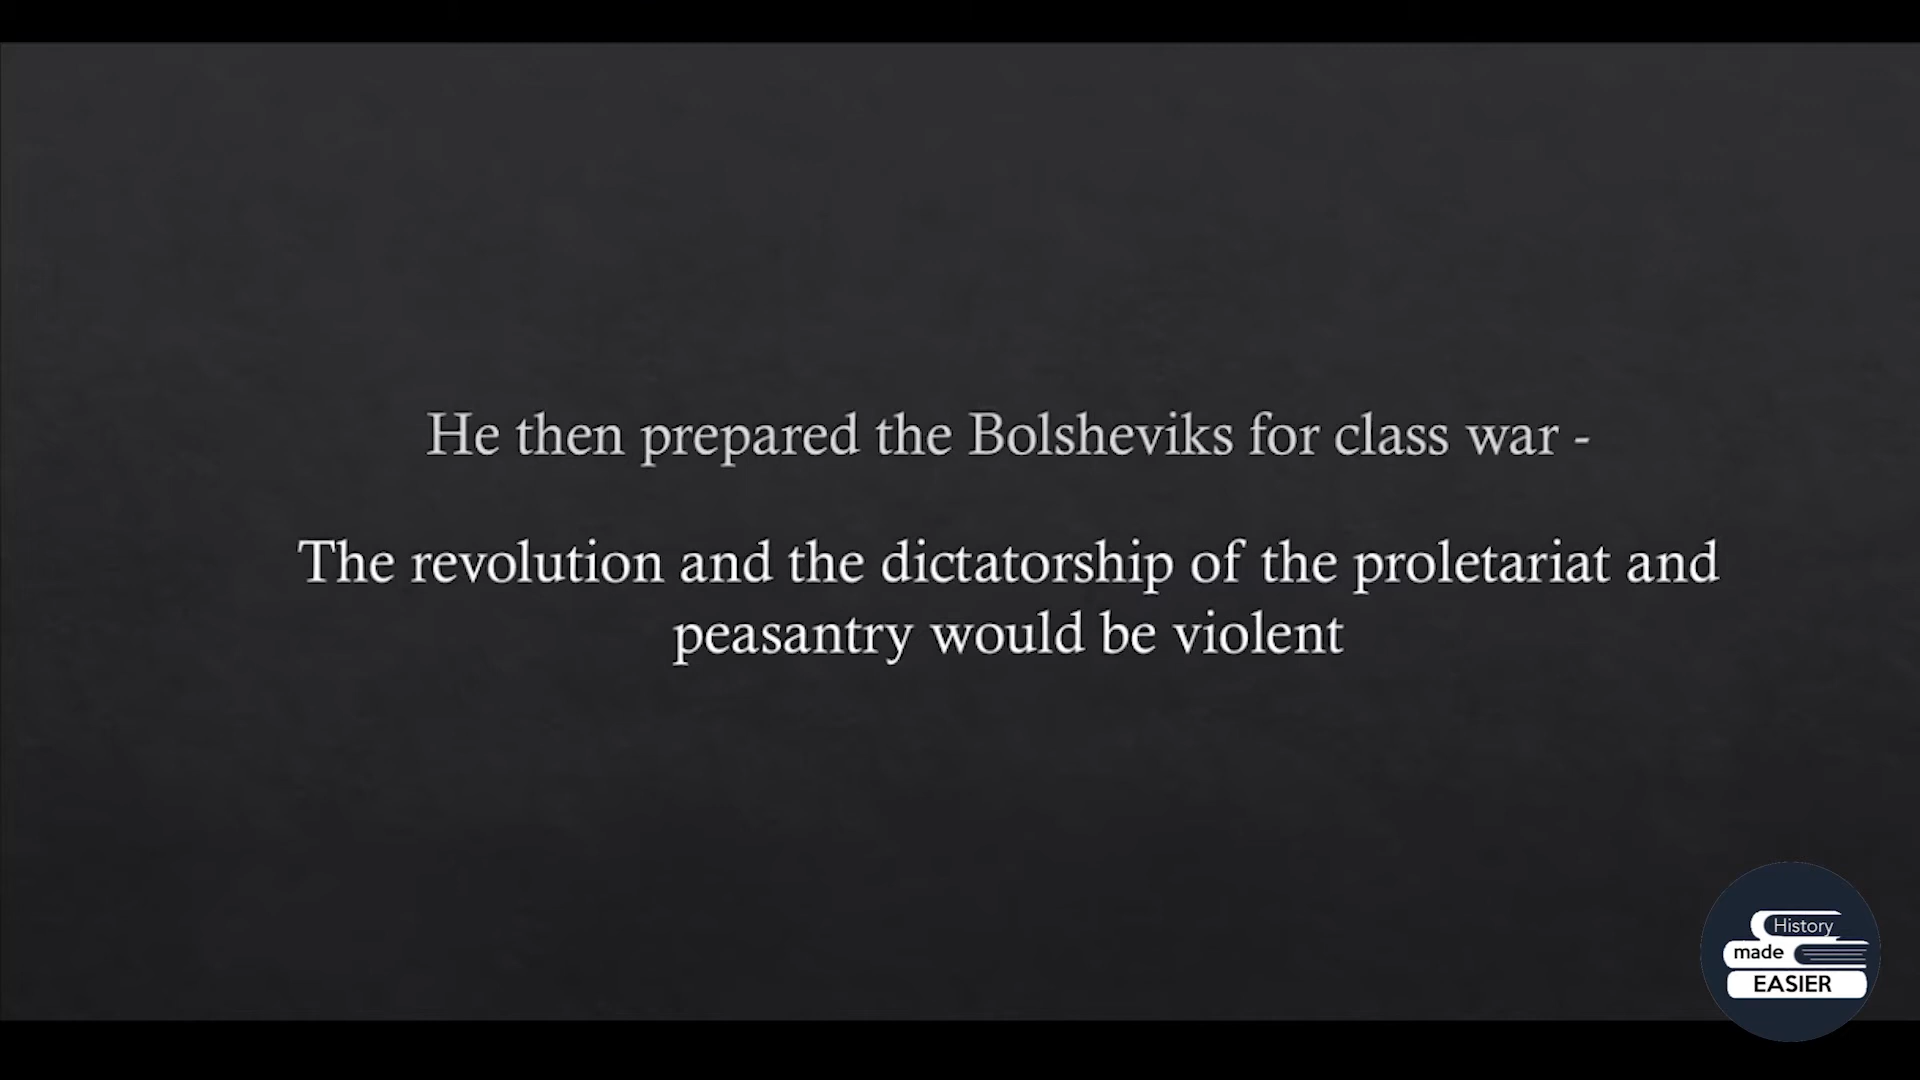 He then prepared the Bolsheviks for class war -
The revolution and the dictatorship of the proletariat and
peasantry would be violent
History
made
EASIER